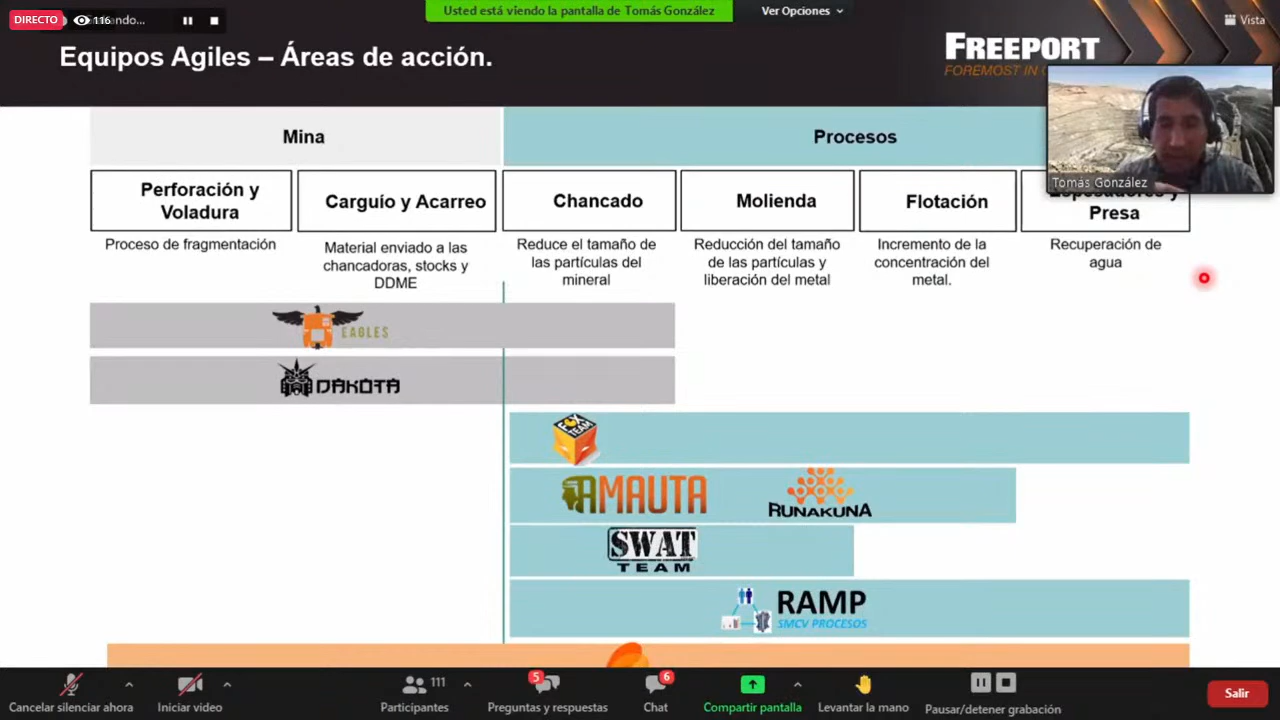 DIRECTO
116
Usted está viendo la pantalla de Tomás González
Ver Opciones
Vista
Equipos Agiles – Áreas de acción.
FREEPORT
FOREMOST IN
Tomás González
Mina
Procesos
Perforación y
Voladura
Carguío y Acarreo
Chancado
Molienda
Flotación
Presa
Proceso de fragmentación
Material enviado a las
chancadoras, stocks y
DDME
Reduce el tamaño de
las partículas del
mineral
Reducción del tamaño
de las partículas y
liberación del metal
Incremento de la
concentración del
metal.
Recuperación de
agua
EAGLES
DAKOTA
FOX
TEAM
AMAUTA
RUNAKUNA
SWAT
TEAM
RAMP
SMCV PROCESOS
Cancelar silenciar ahora
Iniciar video
111
Participantes
5
Preguntas y respuestas
6
Chat
Compartir pantalla
Levantar la mano
Pausar/detener grabación
Salir